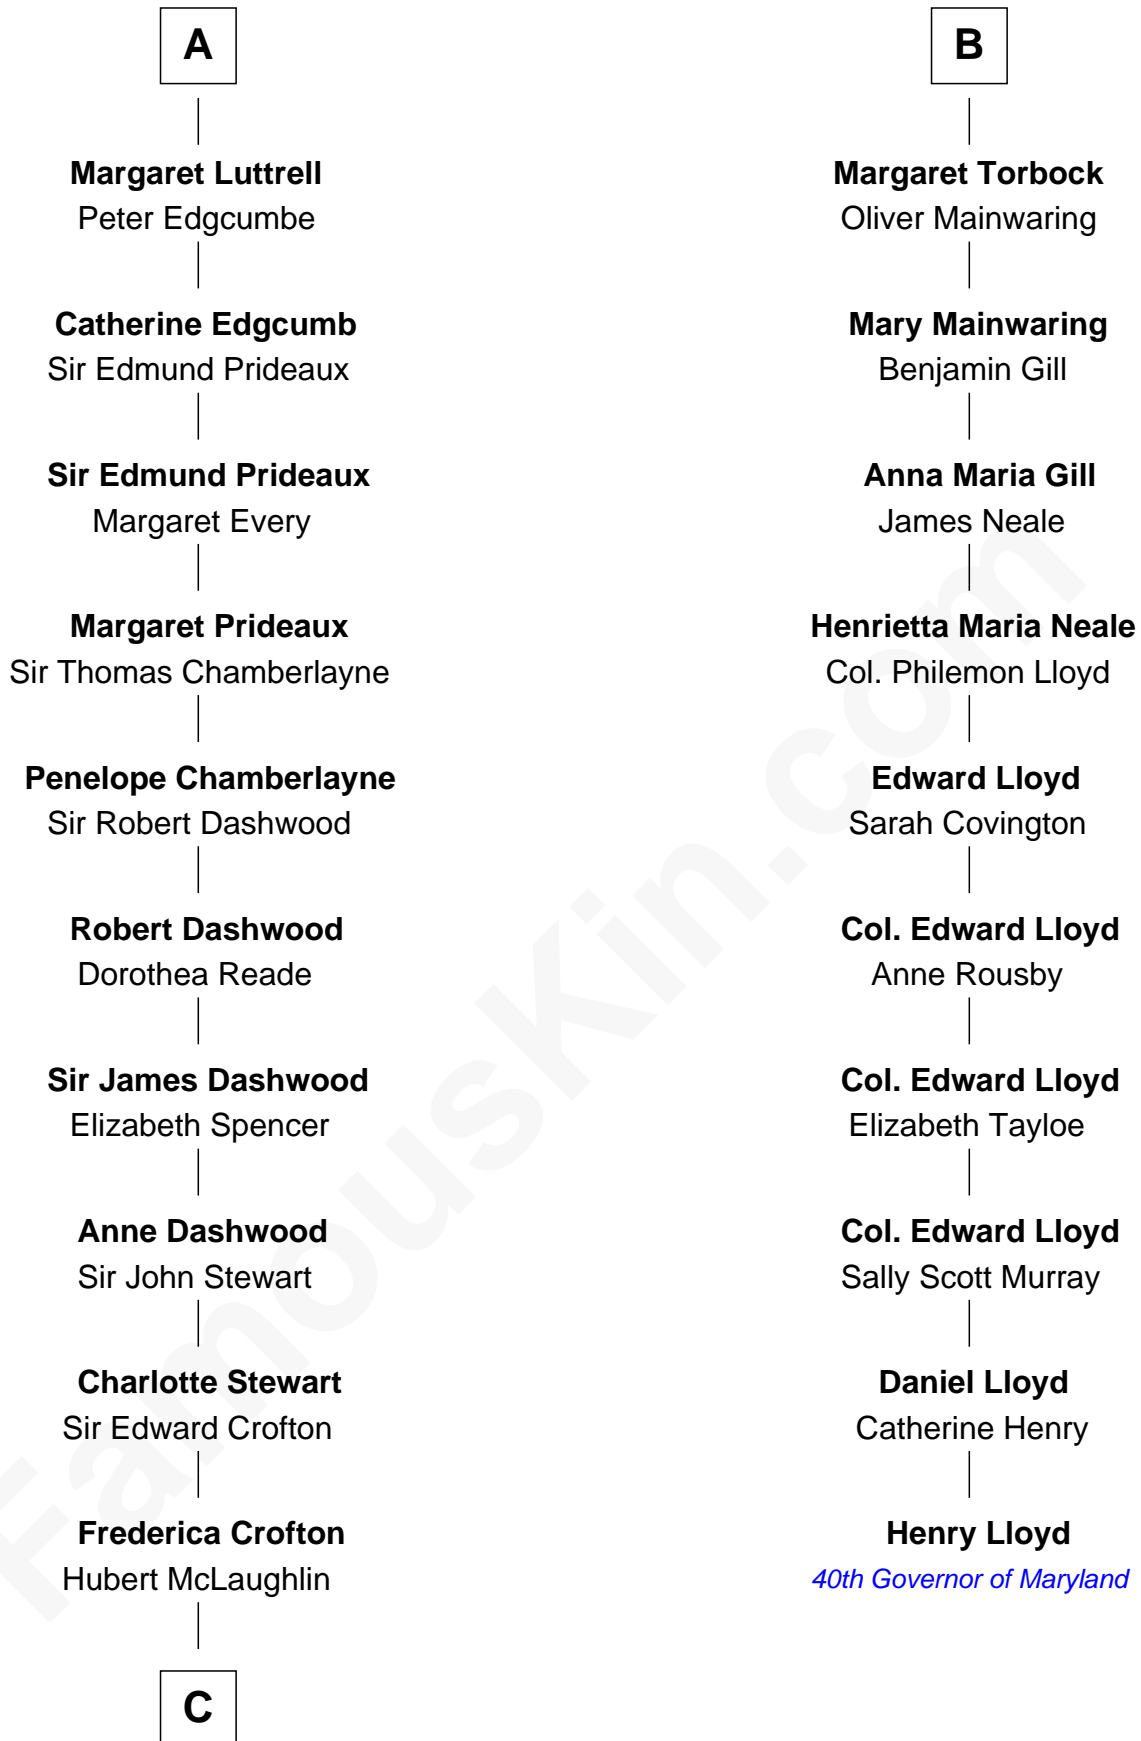 A
Margaret Luttrell
Peter Edgcumbe
Catherine Edgcumb
Sir Edmund Prideaux
Sir Edmund Prideaux
Margaret Every
Margaret Prideaux
Sir Thomas Chamberlayne
Penelope Chamberlayne
Sir Robert Dashwood
Robert Dashwood
Dorothea Reade
Sir James Dashwood
Elizabeth Spencer
Anne Dashwood
Sir John Stewart
Charlotte Stewart
Sir Edward Crofton
Frederica Crofton
Hubert McLaughlin
C
B
Margaret Torbock
Oliver Mainwaring
Mary Mainwaring
Benjamin Gill
Anna Maria Gill
James Neale
Henrietta Maria Neale
Col. Philemon Lloyd
Edward Lloyd
Sarah Covington
Col. Edward Lloyd
Anne Rousby
Col. Edward Lloyd
Elizabeth Tayloe
Col. Edward Lloyd
Sally Scott Murray
Daniel Lloyd
Catherine Henry
Henry Lloyd
40th Governor of Maryland
FamousKin.com